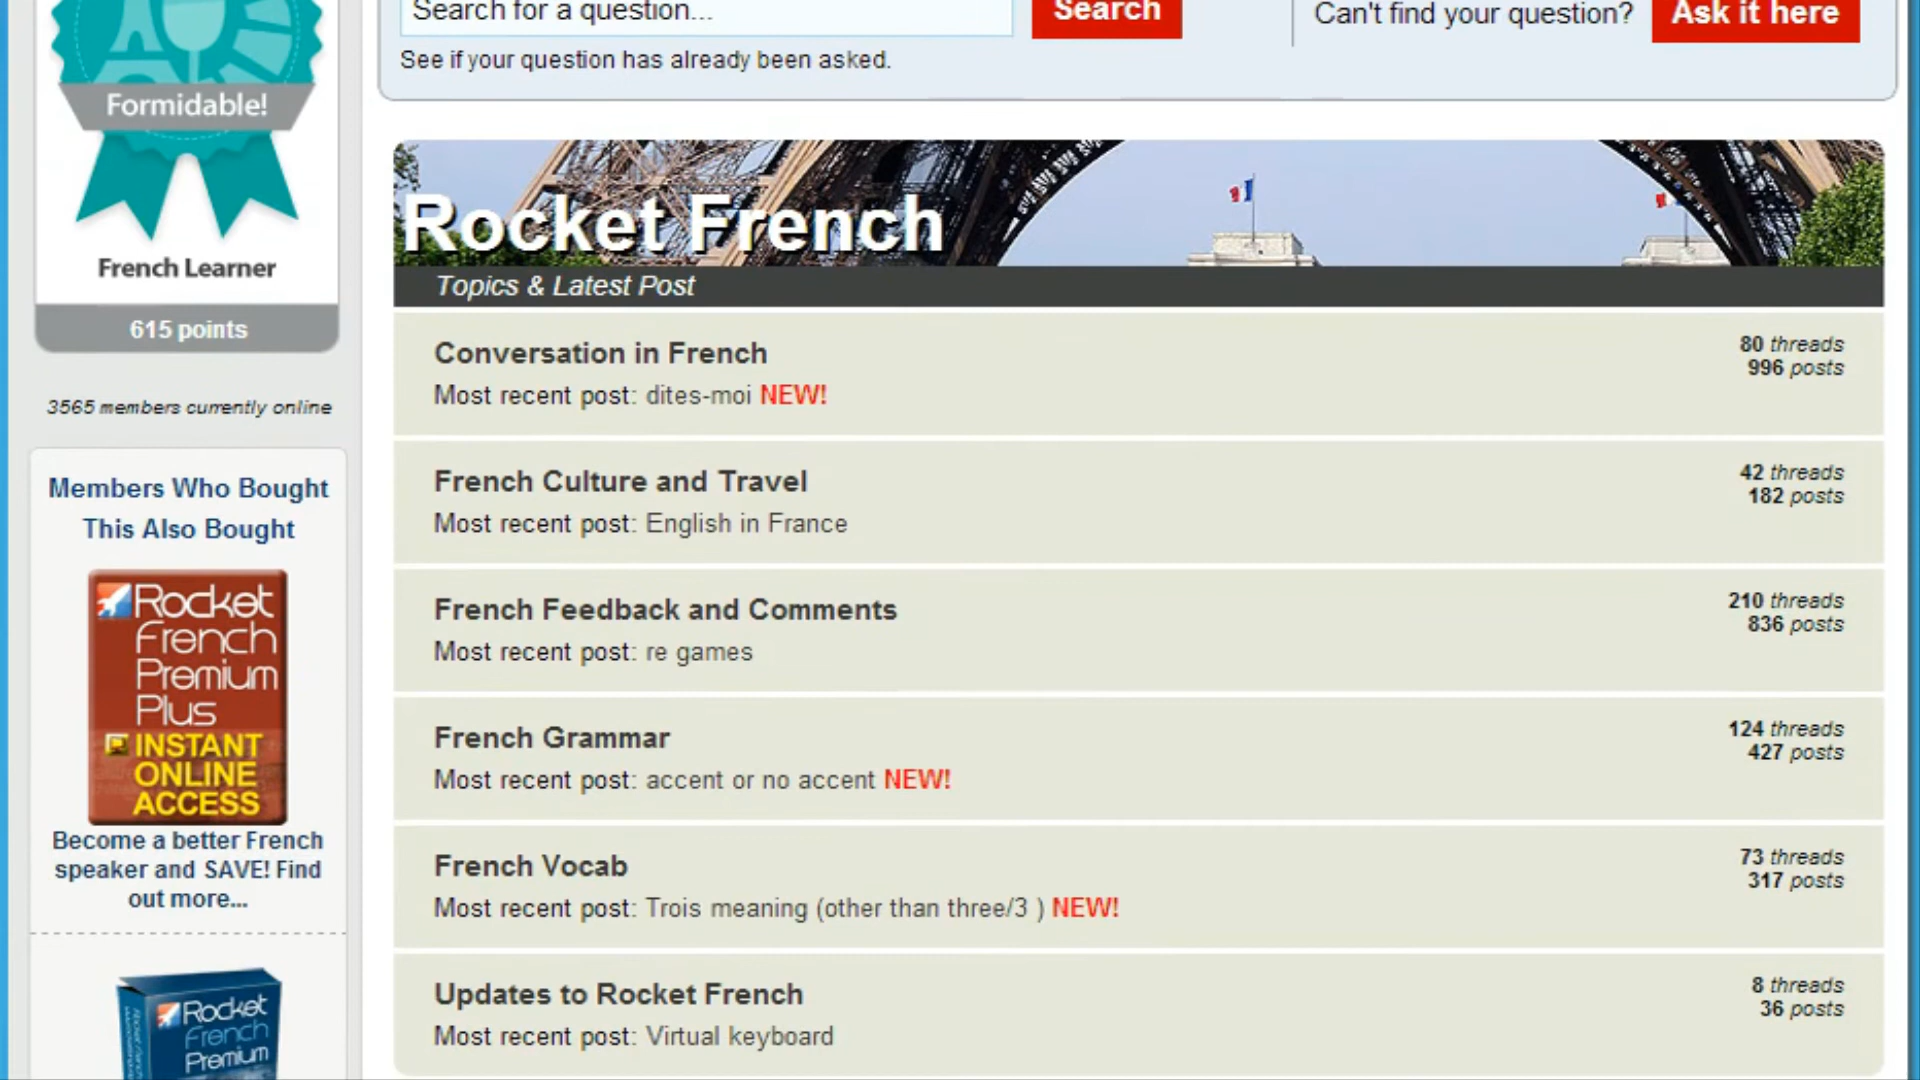 Search for a question...
Search
Can't find your question?
Ask it here
See if your question has already been asked.
Formidable!
French Learner
615 points
3565 members currently online
Members Who Bought
This Also Bought
Rocket
French
Premium
Plus
INSTANT
ONLINE
ACCESS
Become a better French
speaker and SAVE! Find
out more...
Rocket
French
Premium
Rocket French
Topics & Latest Post
Conversation in French
80 threads
996 posts
Most recent post: dites-moi NEW!
French Culture and Travel
42 threads
182 posts
Most recent post: English in France
French Feedback and Comments
210 threads
836 posts
Most recent post: re games
French Grammar
124 threads
427 posts
Most recent post: accent or no accent NEW!
French Vocab
73 threads
317 posts
Most recent post: Trois meaning (other than three/3 ) NEW!
Updates to Rocket French
8 threads
36 posts
Most recent post: Virtual keyboard